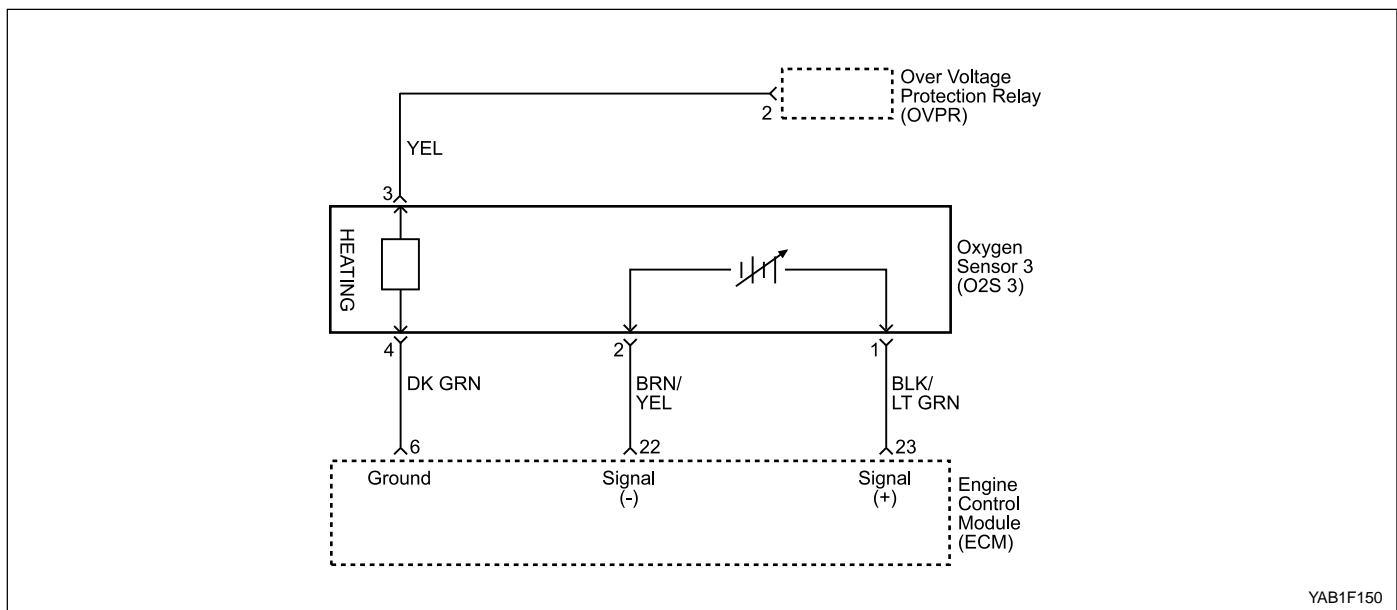 Over Voltage
Protection Relay
(OVPR)
2
YEL
3
HEATING
Oxygen
Sensor 3
(O2S 3)
4
2
1
DK GRN
BRN/
YEL
BLK/
LT GRN
6
22
23
Ground
Signal
(-)
Signal
(+)
Engine
Control
Module
(ECM)
YAB1F150